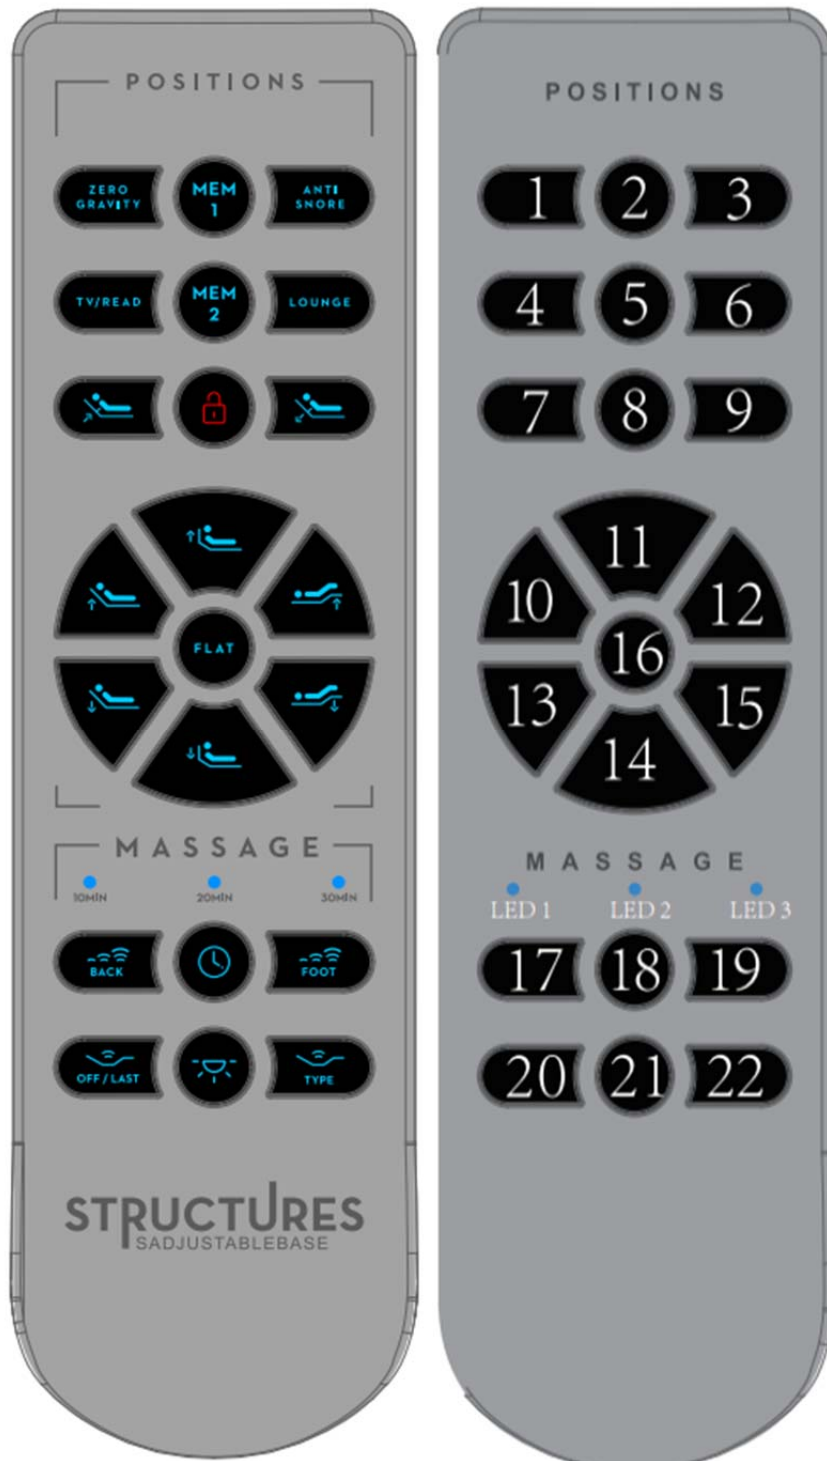 POSITIONS
ZERO
GRAVITY
MEM
1
ANTI
SNORE
TV/READ
MEM
2
LOUNGE
FLAT
MASSAGE
10MIN
20MIN
30MIN
BACK
FOOT
OFF / LAST
TYPE
STRUCTURES
SADJUSTABLEBASE
POSITIONS
1
2
3
4
5
6
7
8
9
10
11
12
13
14
15
16
MASSAGE
LED 1
LED 2
LED 3
17
18
19
20
21
22